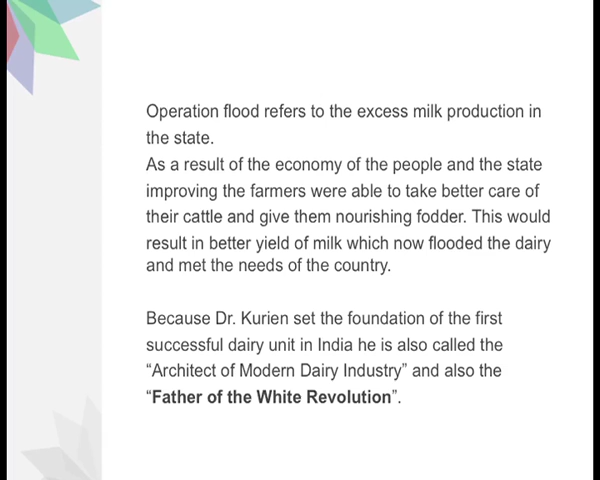 Operation flood refers to the excess milk production in
the state.
As a result of the economy of the people and the state
improving the farmers were able to take better care of
their cattle and give them nourishing fodder. This would
result in better yield of milk which now flooded the dairy
and met the needs of the country.
Because Dr. Kurien set the foundation of the first
successful dairy unit in India he is also called the
“Architect of Modern Dairy Industry” and also the
“Father of the White Revolution”.